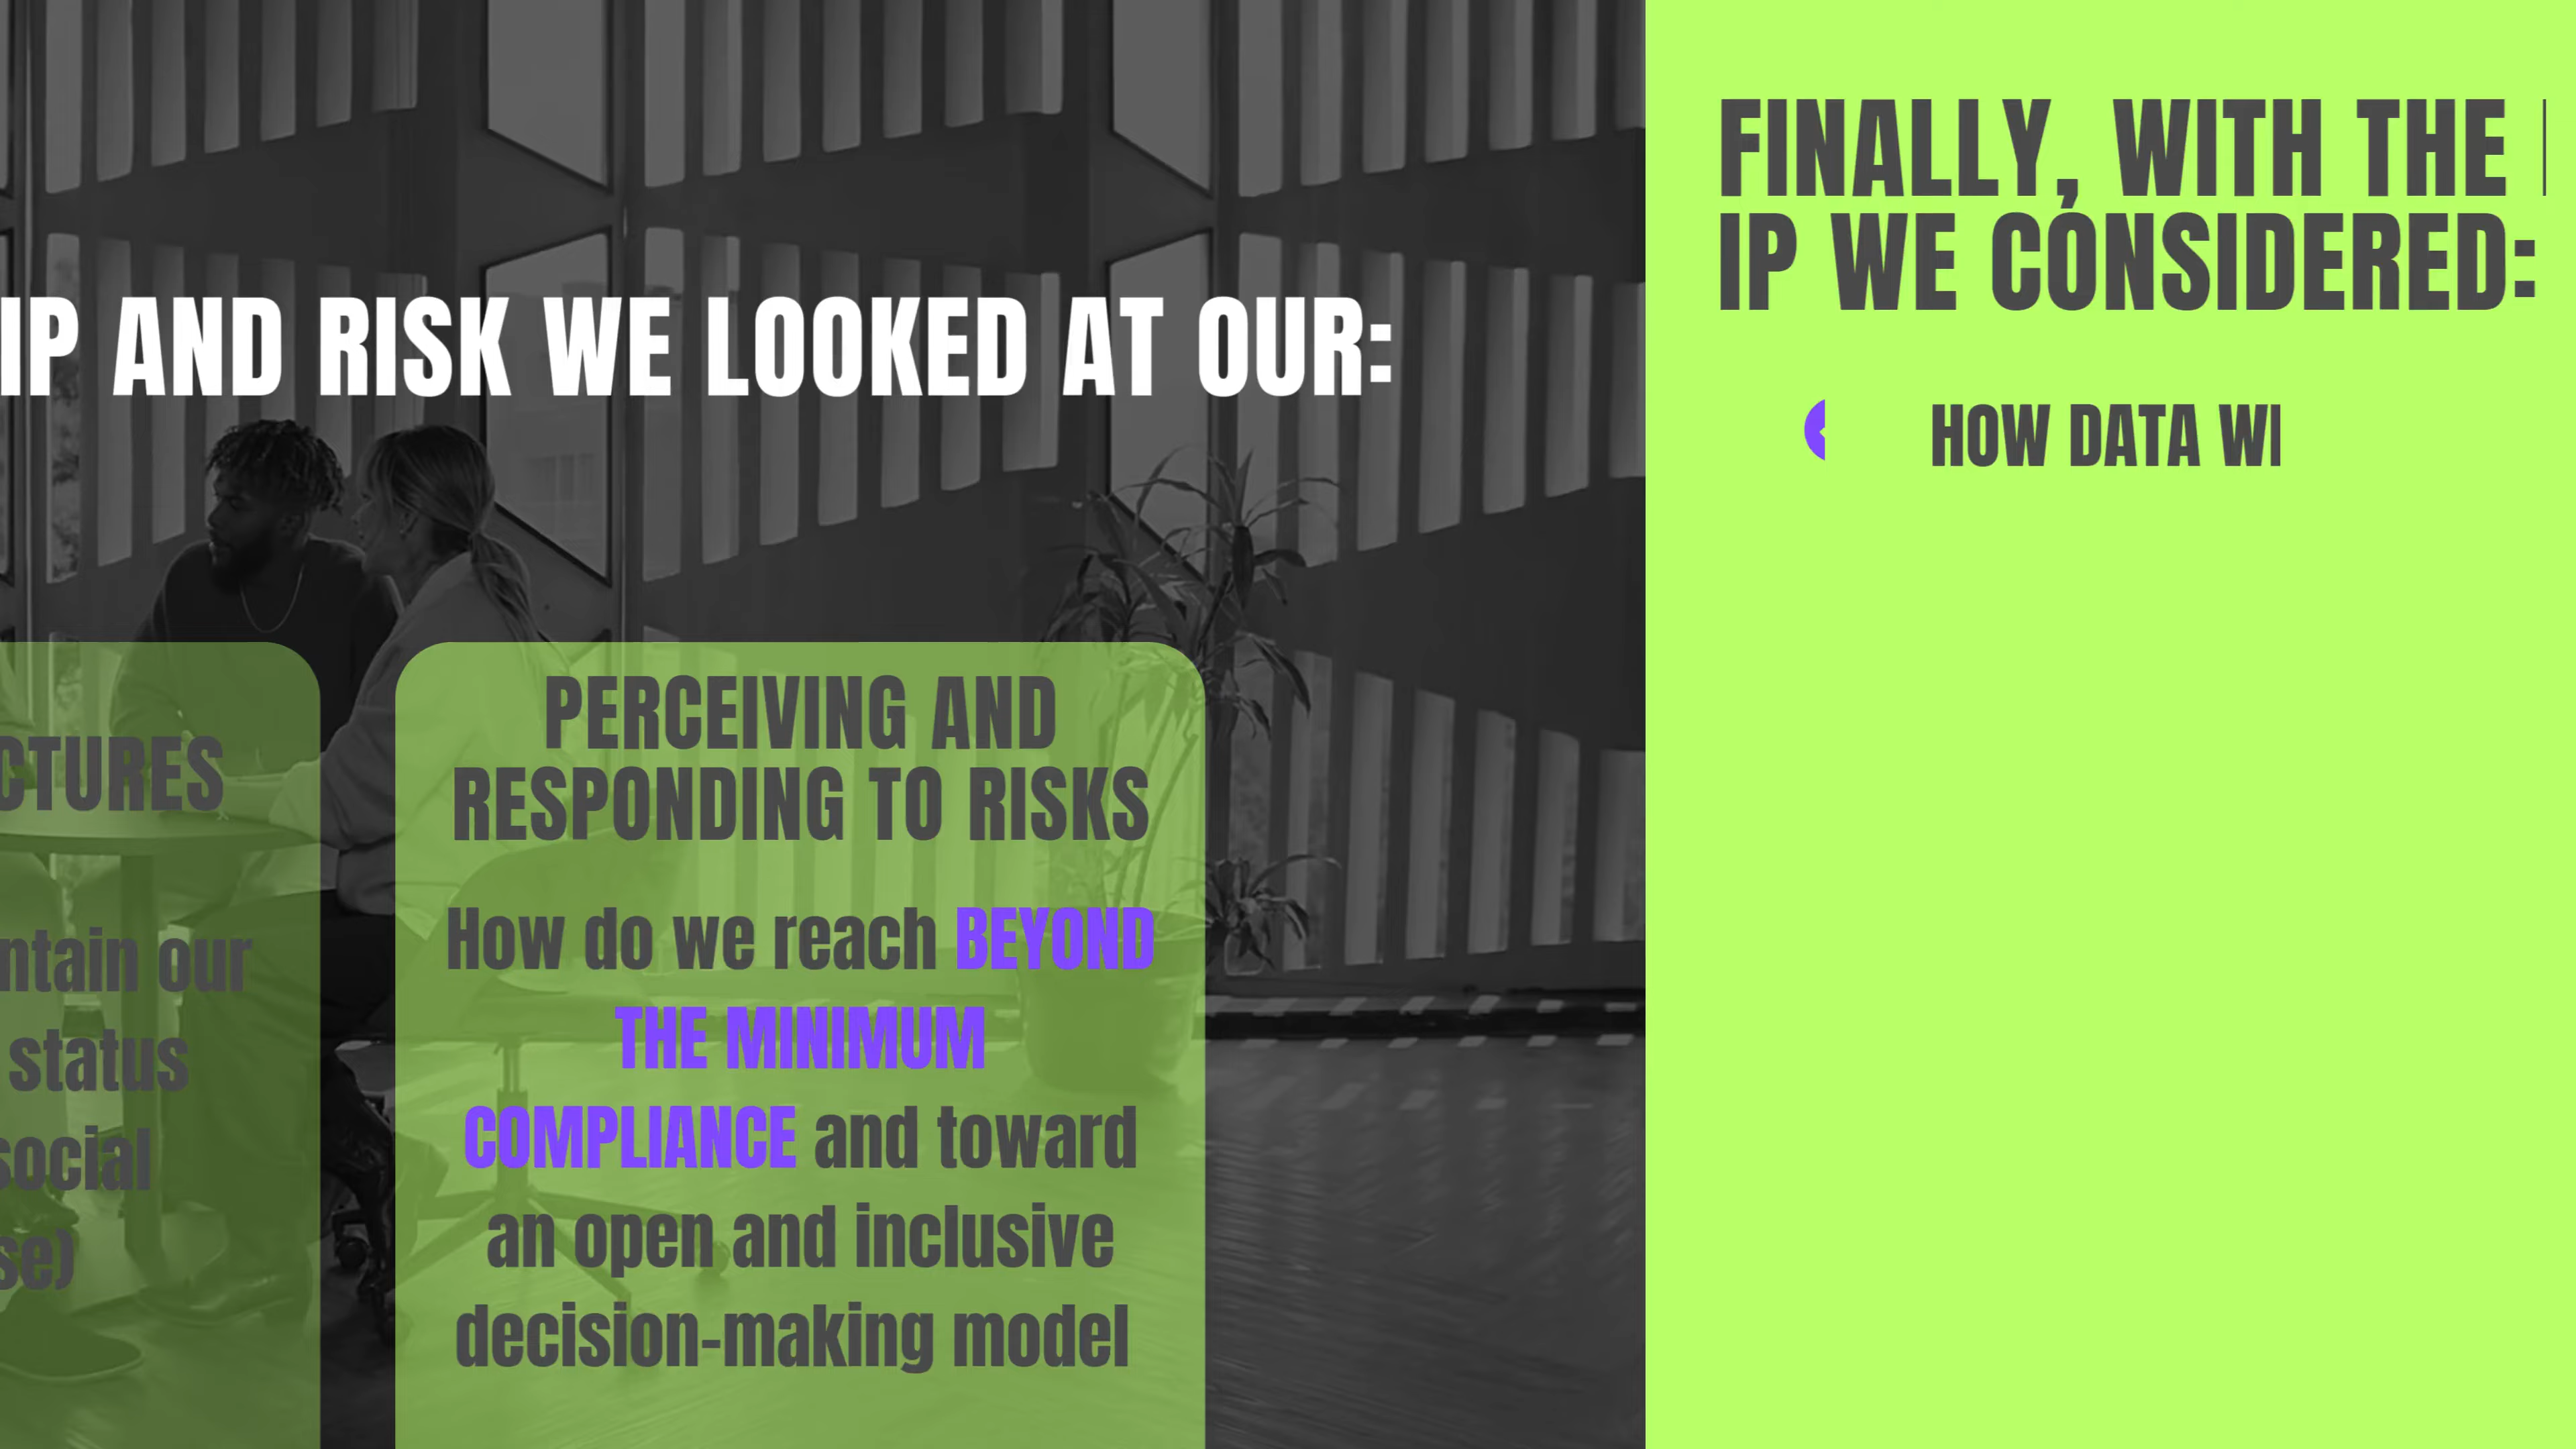 IP AND RISK WE LOOKED AT OUR:
CTURES
ntain our
status
social
se)
PERCEIVING AND
RESPONDING TO RISKS
How do we reach BEYOND
THE MINIMUM
COMPLIANCE and toward
an open and inclusive
decision-making model
FINALLY, WITH THE
IP WE CONSIDERED:
HOW DATA WI